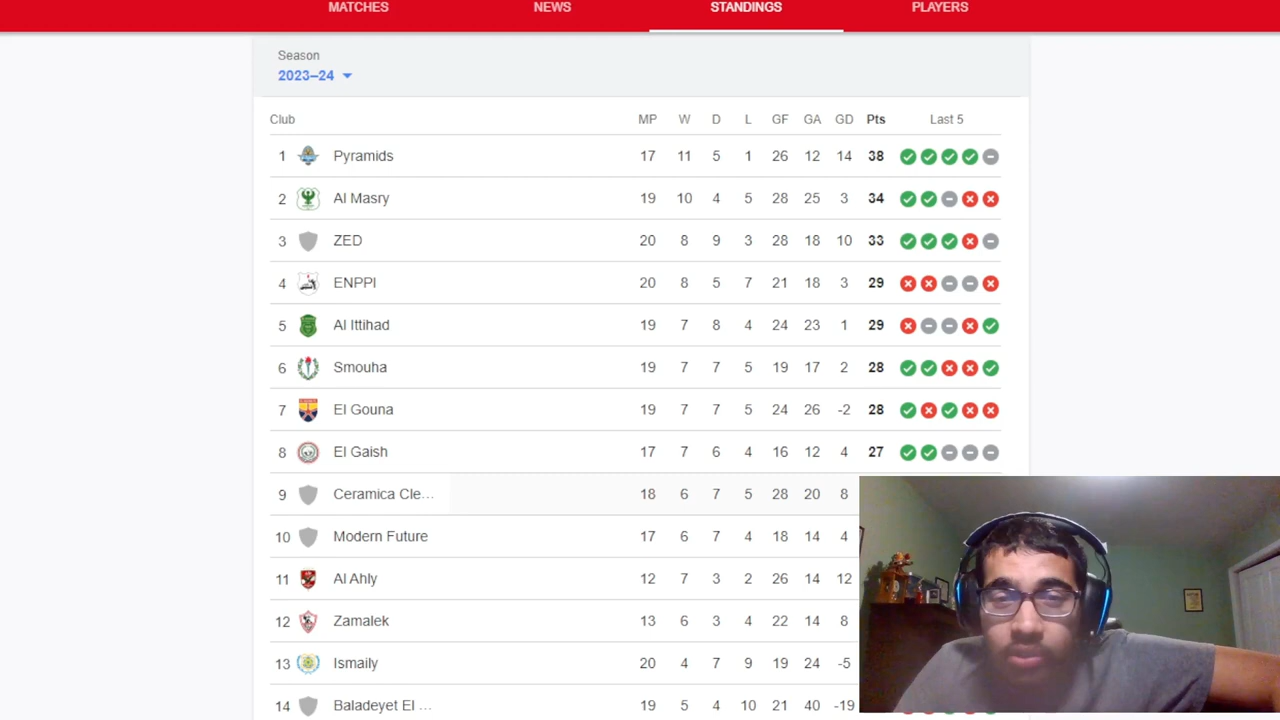 MATCHES NEWS STANDINGS PLAYERS
Season
2023–24
Club MP W D L GF GA GD Pts Last 5
1 Pyramids 17 11 5 1 26 12 14 38
2 Al Masry 19 10 4 5 28 25 3 34
3 ZED 20 8 9 3 28 18 10 33
4 ENPPI 20 8 5 7 21 18 3 29
5 Al Ittihad 19 7 8 4 24 23 1 29
6 Smouha 19 7 7 5 19 17 2 28
7 El Gouna 19 7 7 5 24 26 -2 28
8 El Gaish 17 7 6 4 16 12 4 27
9 Ceramica Cle... 18 6 7 5 28 20 8
10 Modern Future 17 6 7 4 18 14 4
11 Al Ahly 12 7 3 2 26 14 12
12 Zamalek 13 6 3 4 22 14 8
13 Ismaily 20 4 7 9 19 24 -5
14 Baladeyet El ... 19 5 4 10 21 40 -19